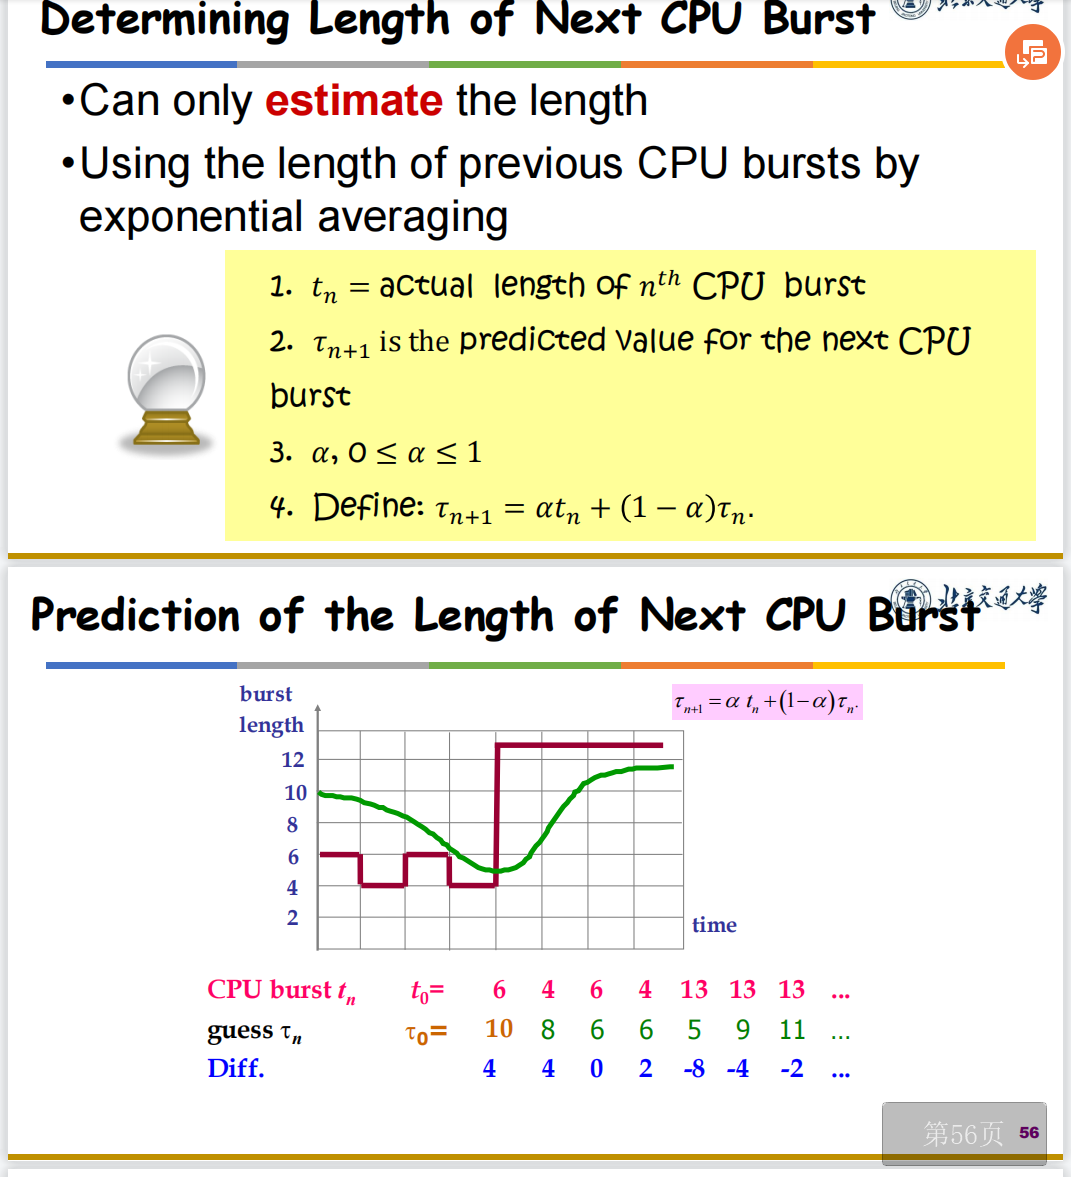 Determining Length of Next CPU Burst
•Can only estimate the length
•Using the length of previous CPU bursts by
exponential averaging
1. tₙ = actual length of nᵗʰ CPU burst
2. τₙ₊₁ is the predicted value for the next CPU
burst
3. α, 0 ≤ α ≤ 1
4. Define: τₙ₊₁ = αtₙ + (1 − α)τₙ.
北京交通大学
Prediction of the Length of Next CPU Burst
burst
length
τₙ₊₁ = α tₙ + (1−α)τₙ.
12
10
8
6
4
2
time
CPU burst tₙ t₀= 6 4 6 4 13 13 13 ...
guess τₙ τ₀= 10 8 6 6 5 9 11 ...
Diff. 4 4 0 2 -8 -4 -2 ...
第56页 56